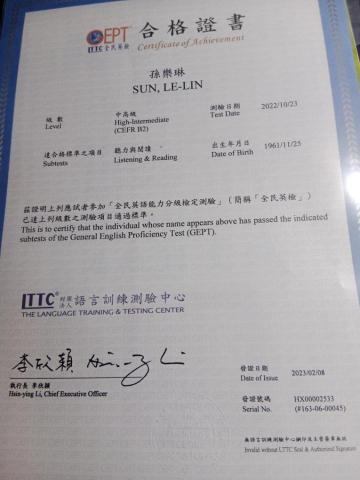 GEPT® 合格證書
LTTC 全民英檢 Certificate of Achievement
孫樂琳
SUN, LE-LIN
級數 中高級 測驗日期 2022/10/23
Level High-Intermediate Test Date
(CEFR B2)
達合格標準之項目 聽力與閱讀 出生年月日 1961/11/25
Subtests Listening & Reading Date of Birth
茲證明上列應試者參加「全民英語能力分級檢定測驗」（簡稱「全民英檢」）
已達上列級數之測驗項目通過標準。
This is to certify that the individual whose name appears above has passed the indicated
subtests of the General English Proficiency Test (GEPT).
LTTC® 財團法人 語言訓練測驗中心
THE LANGUAGE TRAINING & TESTING CENTER
李欣穎 Hsin-ying Li
執行長 李欣穎
Hsin-ying Li, Chief Executive Officer
發證日期 2023/02/08
Date of Issue
發證號碼 HX00002533
Serial No. (#163-06-00045)
無語言訓練測驗中心鋼印及主管簽章無效
Invalid without LTTC Seal & Authorized Signature